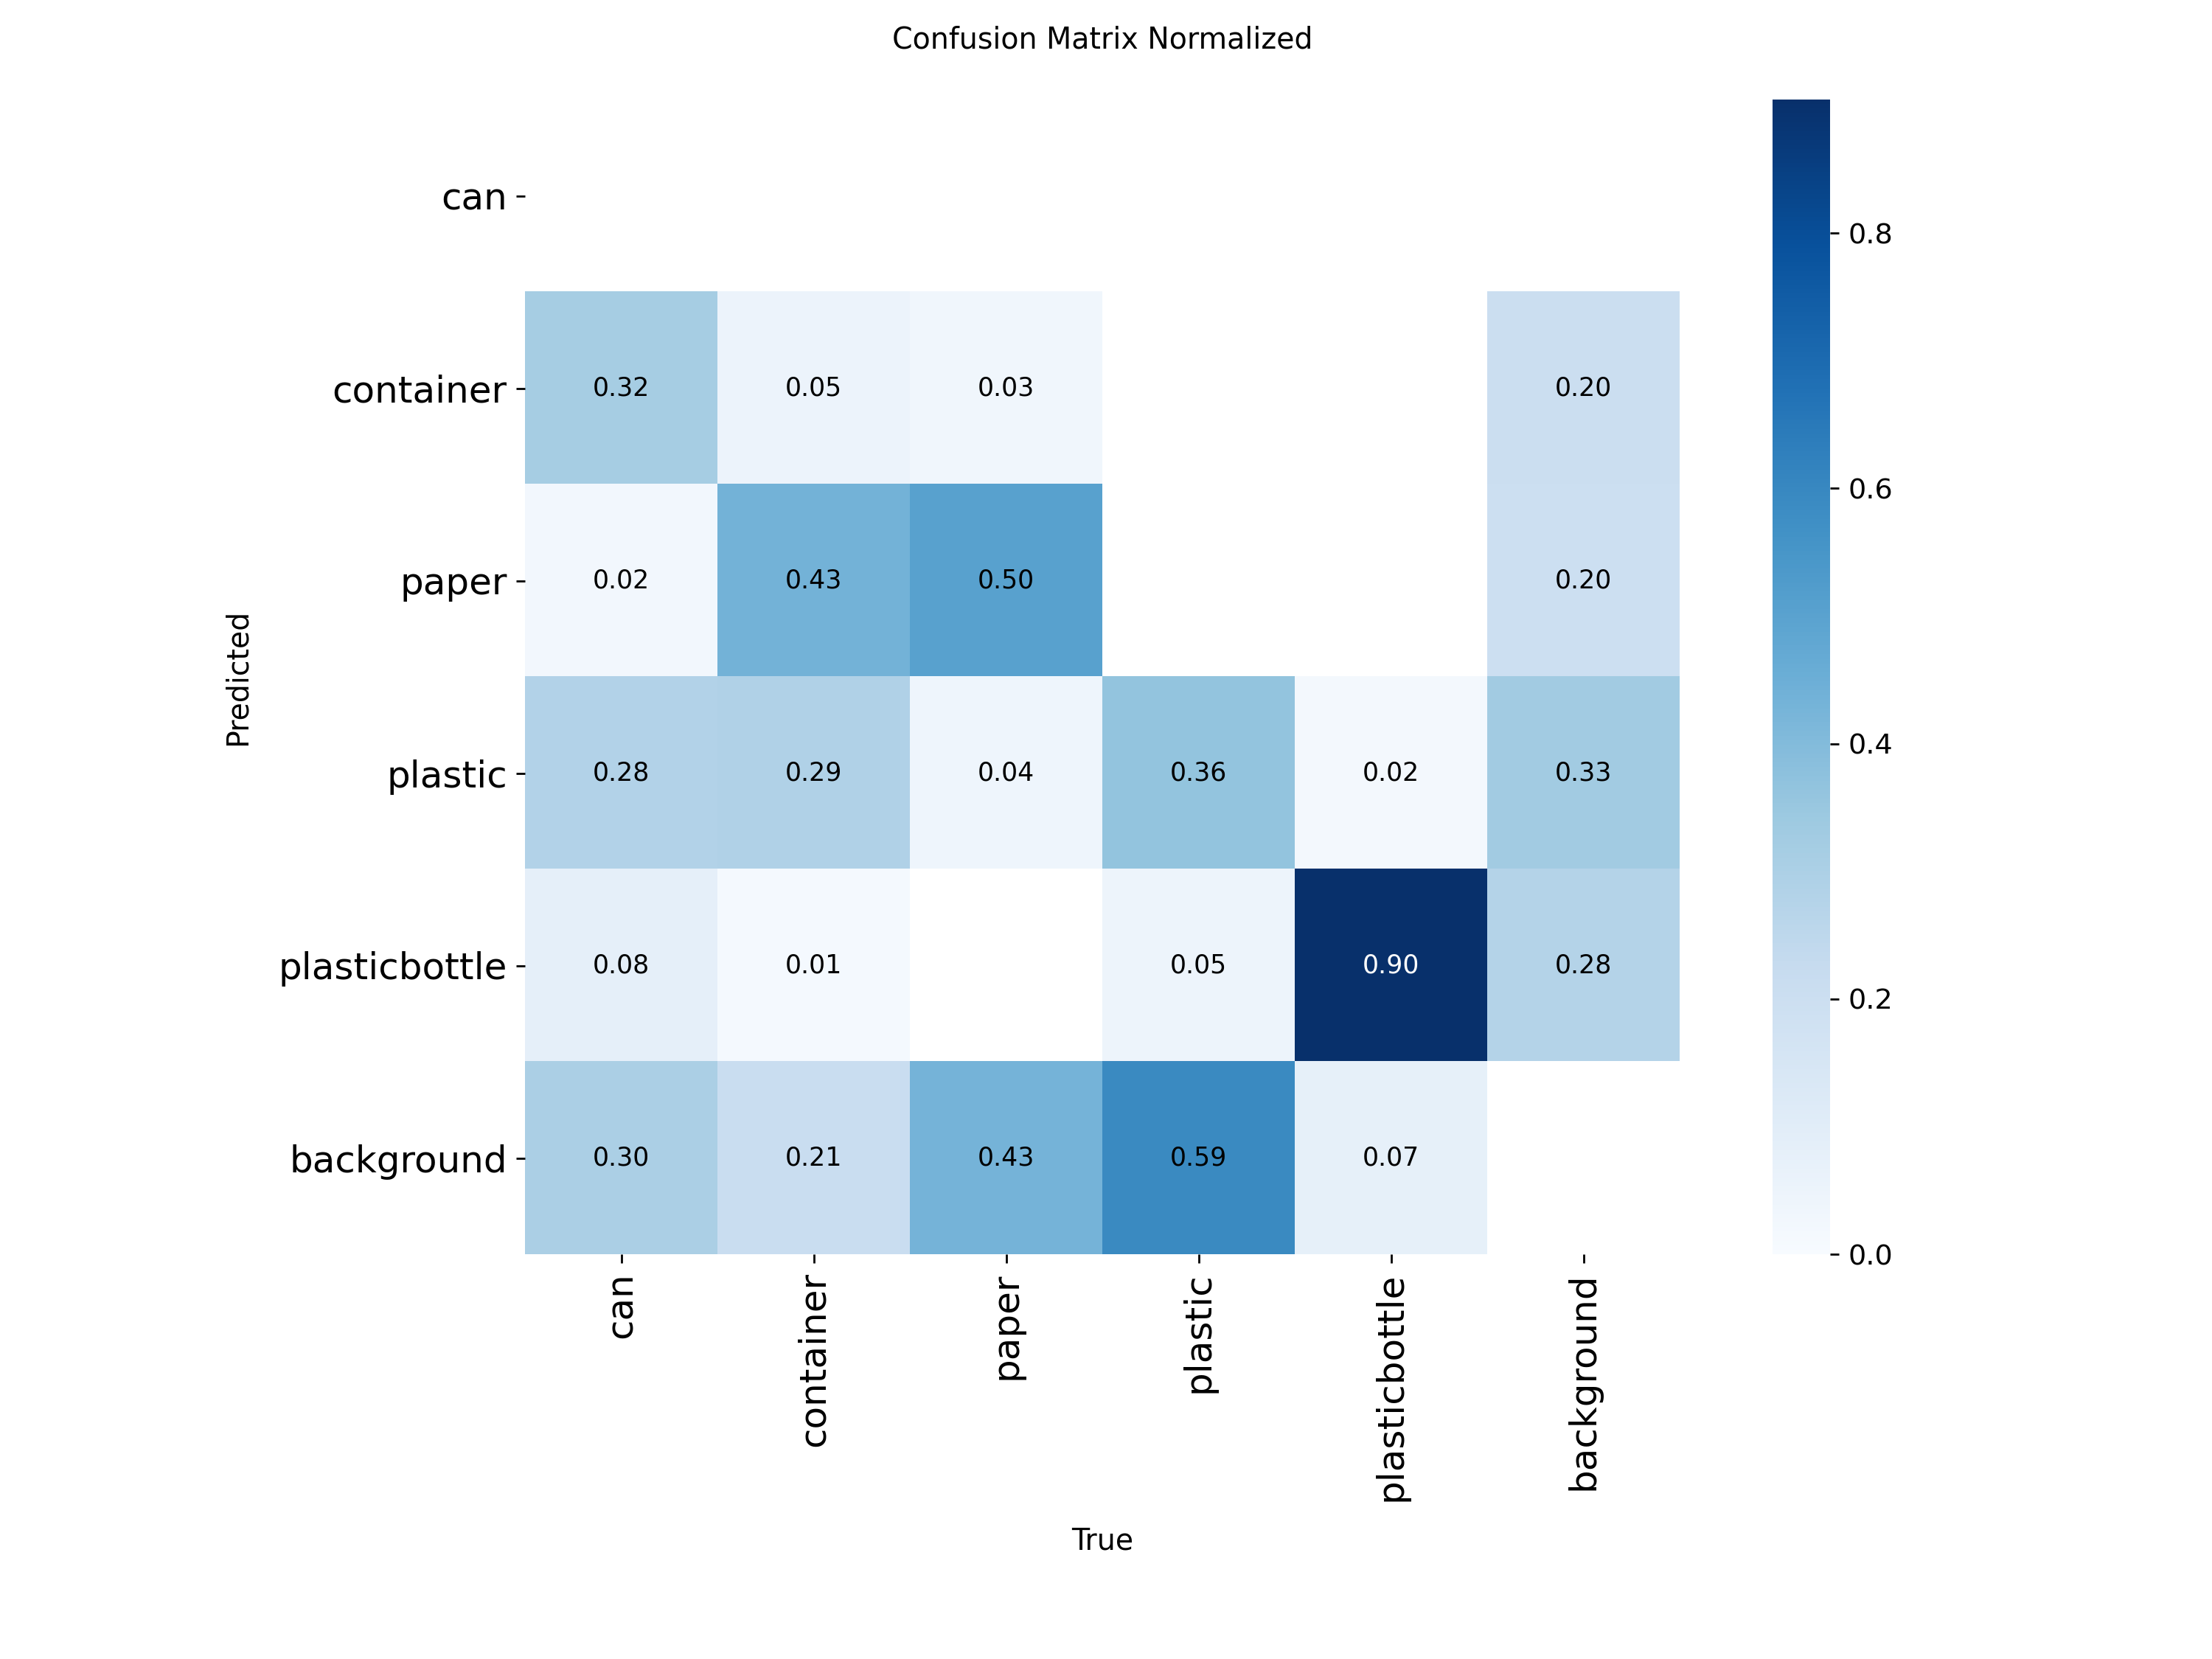 Confusion Matrix Normalized
can
container 0.32 0.05 0.03 0.20
paper 0.02 0.43 0.50 0.20
plastic 0.28 0.29 0.04 0.36 0.02 0.33
plasticbottle 0.08 0.01 0.05 0.90 0.28
background 0.30 0.21 0.43 0.59 0.07
can container paper plastic plasticbottle background
Predicted
True
0.8
0.6
0.4
0.2
0.0